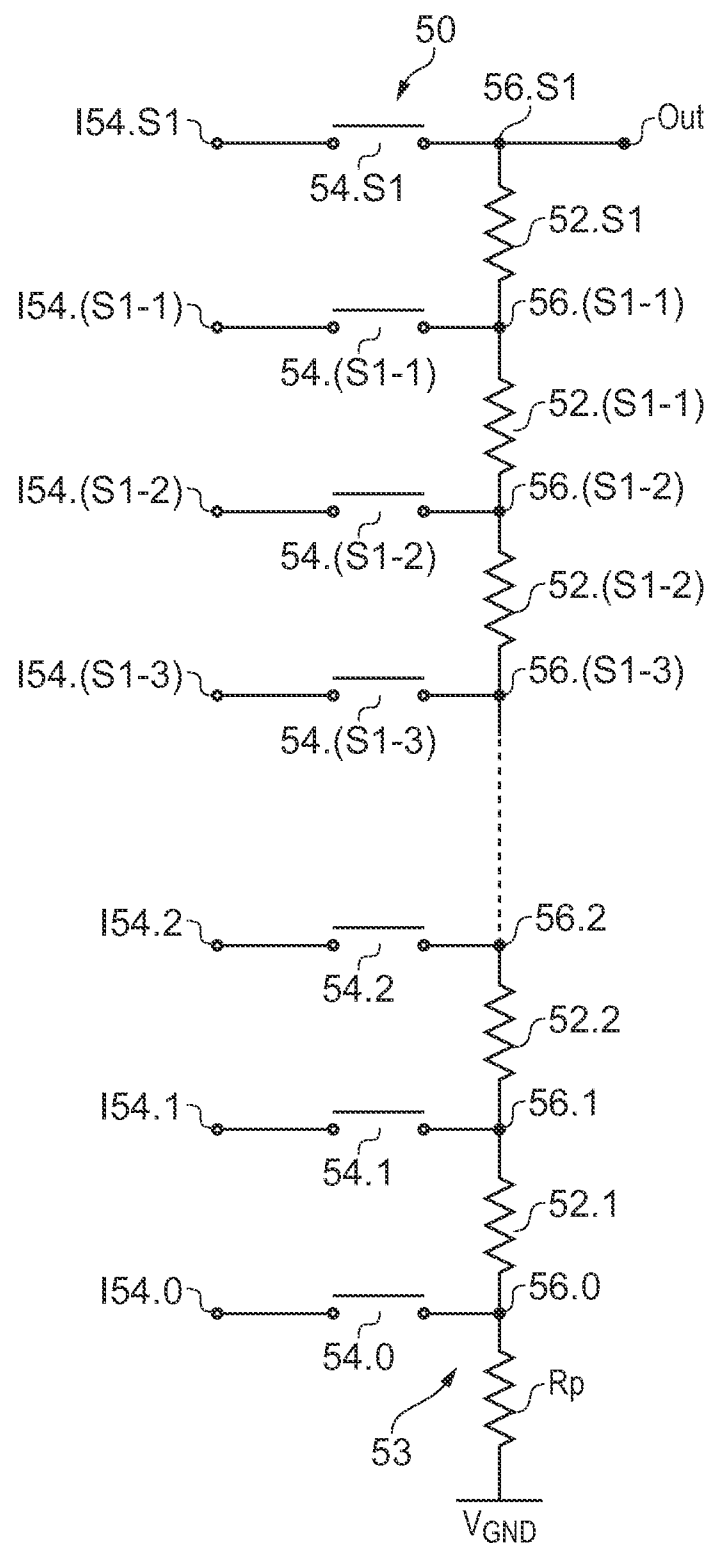 50
I54.S1
56.S1
Out
54.S1
52.S1
I54.(S1-1)
56.(S1-1)
54.(S1-1)
52.(S1-1)
I54.(S1-2)
56.(S1-2)
54.(S1-2)
52.(S1-2)
I54.(S1-3)
56.(S1-3)
54.(S1-3)
I54.2
56.2
54.2
52.2
I54.1
56.1
54.1
52.1
I54.0
56.0
54.0
Rp
53
VGND